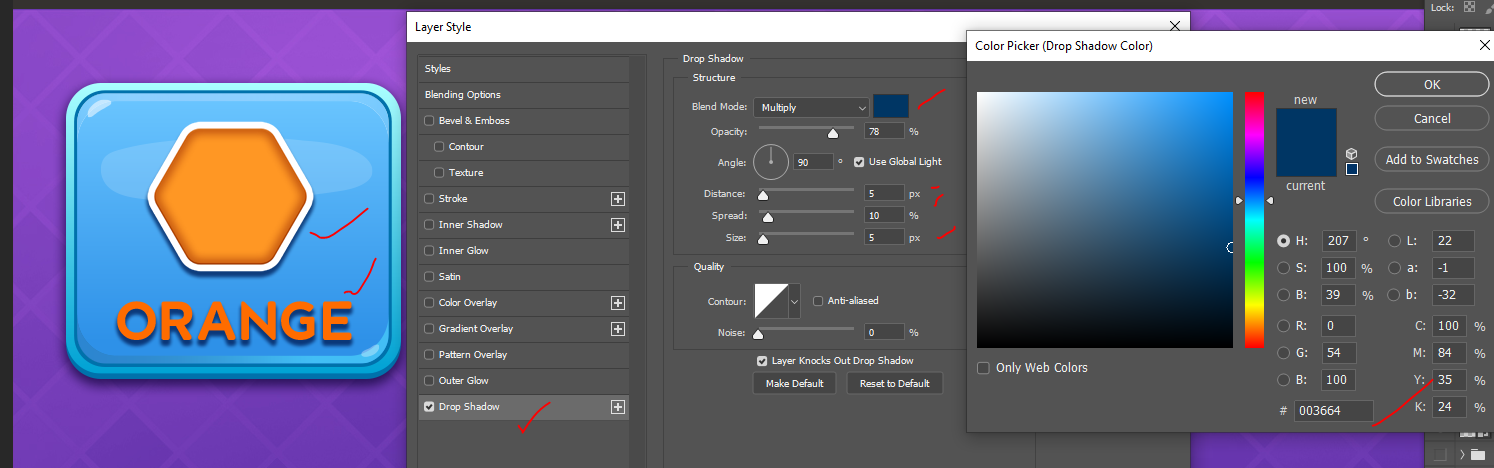 Lock:
Layer Style
Color Picker (Drop Shadow Color)
Styles
Blending Options
Bevel & Emboss
Contour
Texture
Stroke
Inner Shadow
Inner Glow
Satin
Color Overlay
Gradient Overlay
Pattern Overlay
Outer Glow
Drop Shadow
ORANGE
Drop Shadow
Structure
Blend Mode: Multiply
Opacity: 78 %
Angle: 90 ° Use Global Light
Distance: 5 px
Spread: 10 %
Size: 5 px
Quality
Contour: Anti-aliased
Noise: 0 %
Layer Knocks Out Drop Shadow
Make Default Reset to Default
new
current
OK
Cancel
Add to Swatches
Color Libraries
H: 207 ° L: 22
S: 100 % a: -1
B: 39 % b: -32
R: 0 C: 100 %
G: 54 M: 84 %
B: 100 Y: 35 %
# 003664 K: 24 %
Only Web Colors